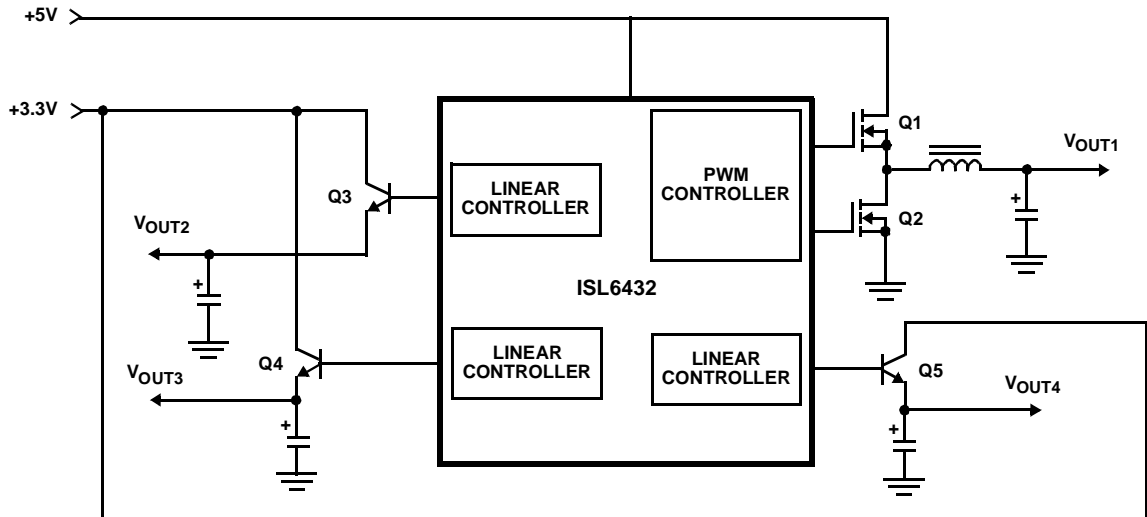 +5V
+3.3V
Q1
VOUT1
PWM
CONTROLLER
LINEAR
CONTROLLER
Q3
+
Q2
VOUT2
+
ISL6432
LINEAR
CONTROLLER
LINEAR
CONTROLLER
Q4
Q5
VOUT3
VOUT4
+
+